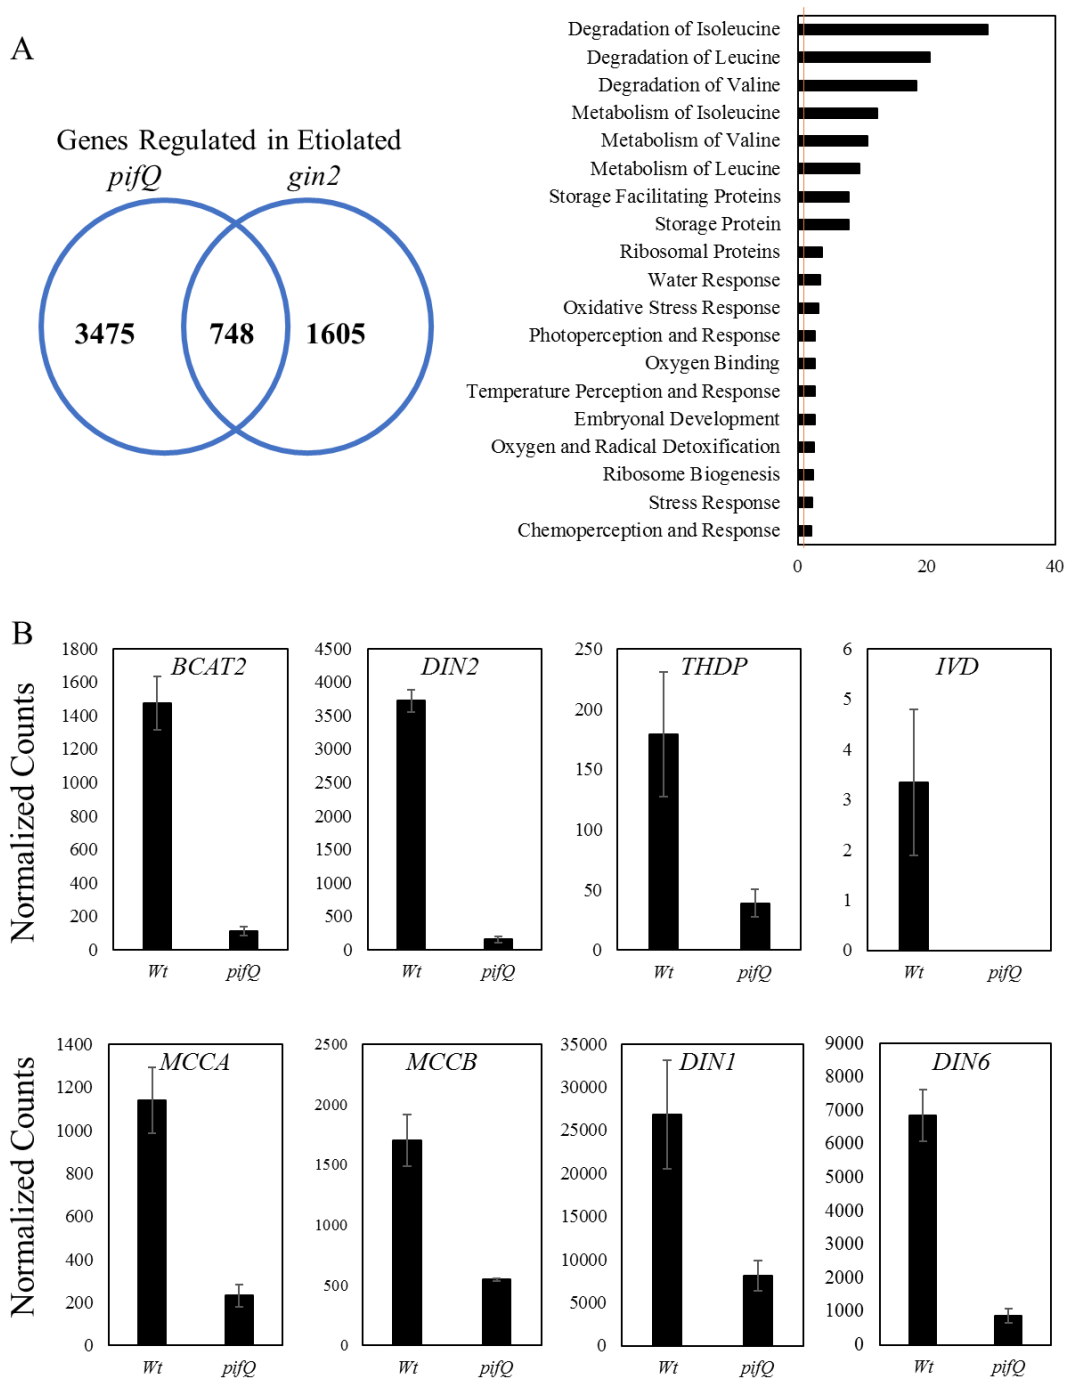 A
Genes Regulated in Etiolated
pifQ gin2
3475 748 1605
Degradation of Isoleucine
Degradation of Leucine
Degradation of Valine
Metabolism of Isoleucine
Metabolism of Valine
Metabolism of Leucine
Storage Facilitating Proteins
Storage Protein
Ribosomal Proteins
Water Response
Oxidative Stress Response
Photoperception and Response
Oxygen Binding
Temperature Perception and Response
Embryonal Development
Oxygen and Radical Detoxification
Ribosome Biogenesis
Stress Response
Chemoperception and Response
0 20 40
B
Normalized Counts
BCAT2
1800
1600
1400
1200
1000
800
600
400
200
0
Wt pifQ
DIN2
4500
4000
3500
3000
2500
2000
1500
1000
500
0
Wt pifQ
THDP
250
200
150
100
50
0
Wt pifQ
IVD
6
5
4
3
2
1
0
Wt pifQ
Normalized Counts
MCCA
1400
1200
1000
800
600
400
200
0
Wt pifQ
MCCB
2500
2000
1500
1000
500
0
Wt pifQ
DIN1
35000
30000
25000
20000
15000
10000
5000
0
Wt pifQ
DIN6
9000
8000
7000
6000
5000
4000
3000
2000
1000
0
Wt pifQ